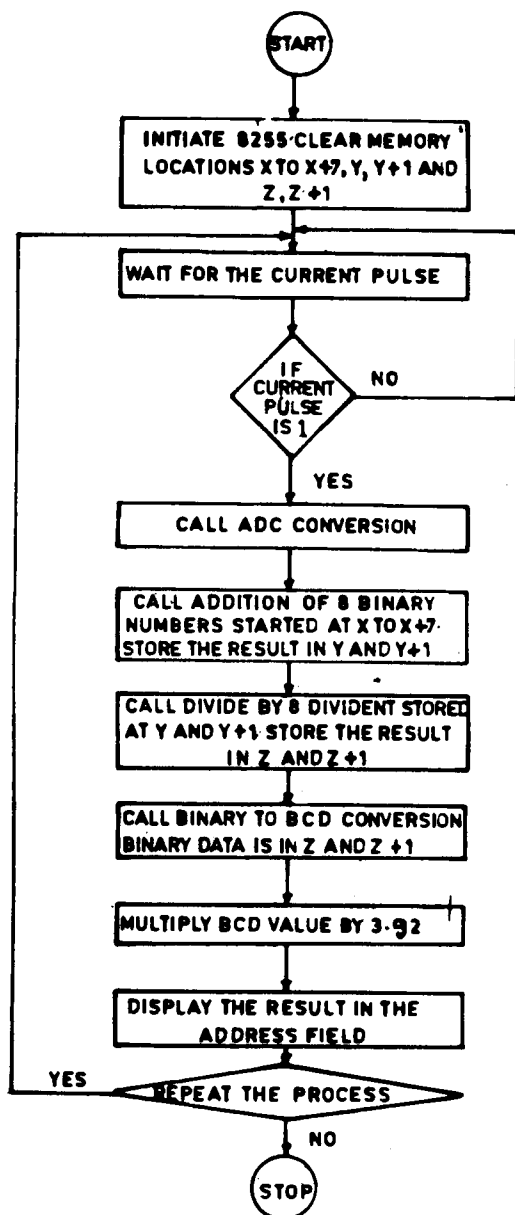 START
INITIATE 8255·CLEAR MEMORY
LOCATIONS X TO X+7, Y, Y+1 AND
Z, Z+1
WAIT FOR THE CURRENT PULSE
IF
CURRENT
PULSE
IS 1
NO
YES
CALL ADC CONVERSION
CALL ADDITION OF 8 BINARY
NUMBERS STARTED AT X TO X+7·
STORE THE RESULT IN Y AND Y+1
CALL DIVIDE BY 8 DIVIDENT STORED
AT Y AND Y+1· STORE THE RESULT
IN Z AND Z+1
CALL BINARY TO BCD CONVERSION
BINARY DATA IS IN Z AND Z+1
MULTIPLY BCD VALUE BY 3·92
DISPLAY THE RESULT IN THE
ADDRESS FIELD
YES
REPEAT THE PROCESS
NO
STOP